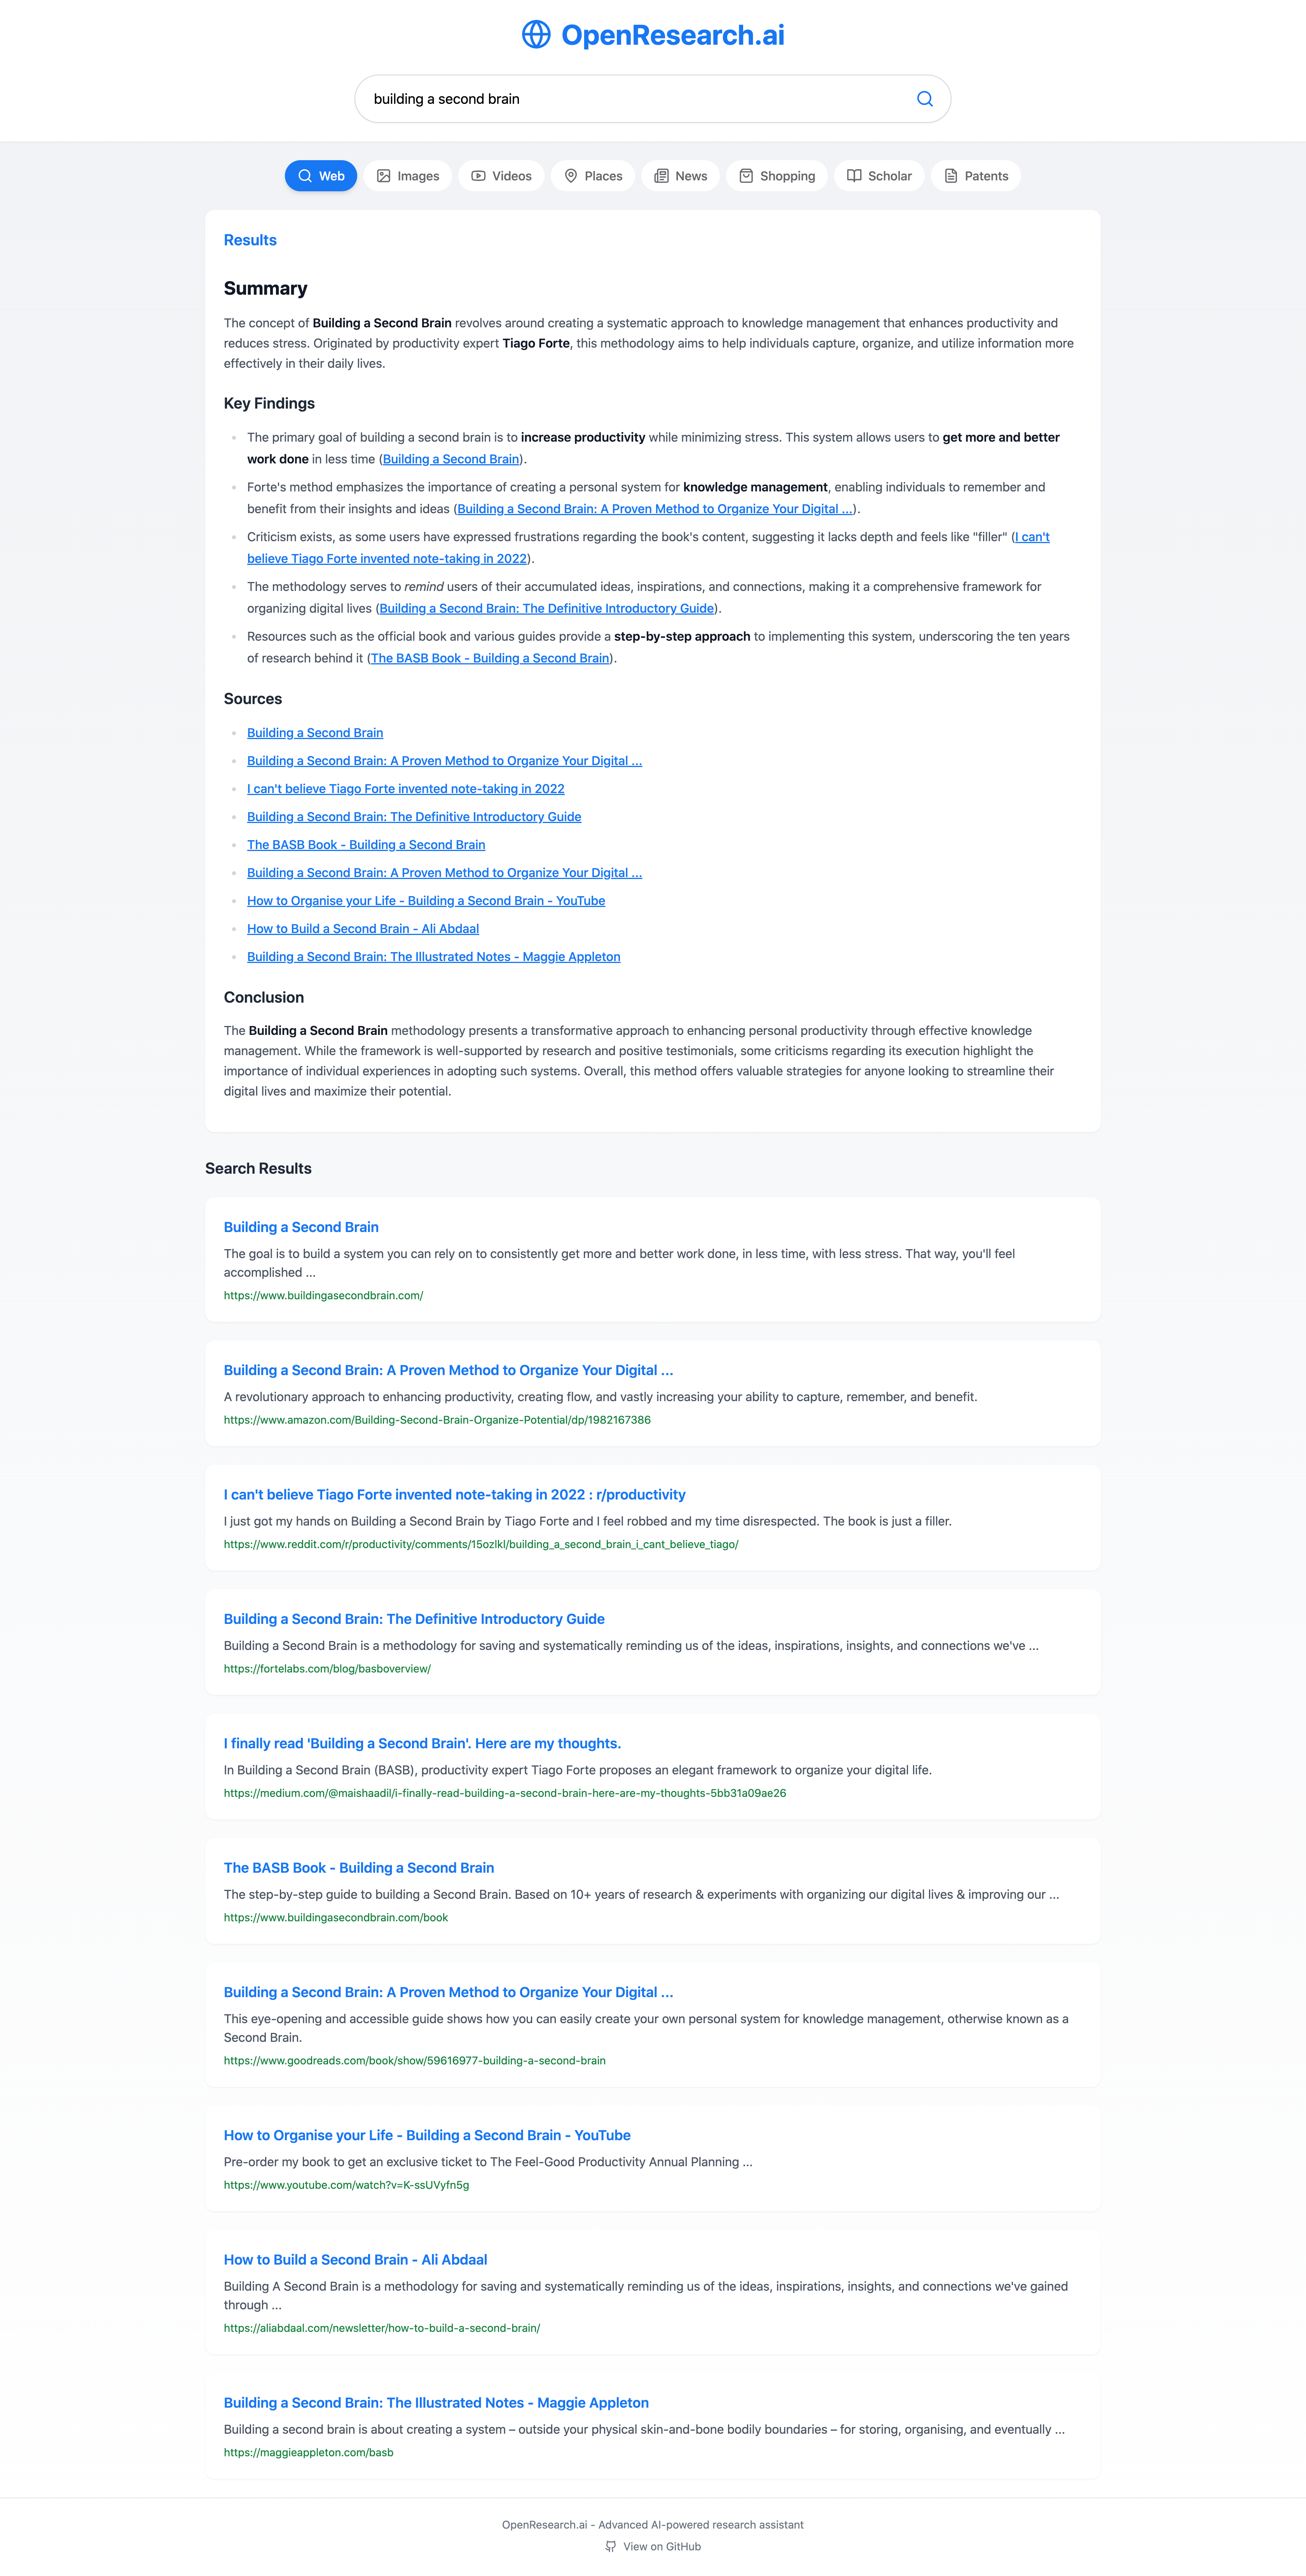 OpenResearch.ai
building a second brain
Web Images Videos Places News Shopping Scholar Patents
Results
Summary
The concept of Building a Second Brain revolves around creating a systematic approach to knowledge management that enhances productivity and
reduces stress. Originated by productivity expert Tiago Forte, this methodology aims to help individuals capture, organize, and utilize information more
effectively in their daily lives.
Key Findings
The primary goal of building a second brain is to increase productivity while minimizing stress. This system allows users to get more and better
work done in less time (Building a Second Brain).
Forte's method emphasizes the importance of creating a personal system for knowledge management, enabling individuals to remember and
benefit from their insights and ideas (Building a Second Brain: A Proven Method to Organize Your Digital ...).
Criticism exists, as some users have expressed frustrations regarding the book's content, suggesting it lacks depth and feels like "filler" (I can't
believe Tiago Forte invented note-taking in 2022).
The methodology serves to remind users of their accumulated ideas, inspirations, and connections, making it a comprehensive framework for
organizing digital lives (Building a Second Brain: The Definitive Introductory Guide).
Resources such as the official book and various guides provide a step-by-step approach to implementing this system, underscoring the ten years
of research behind it (The BASB Book - Building a Second Brain).
Sources
Building a Second Brain
Building a Second Brain: A Proven Method to Organize Your Digital ...
I can't believe Tiago Forte invented note-taking in 2022
Building a Second Brain: The Definitive Introductory Guide
The BASB Book - Building a Second Brain
Building a Second Brain: A Proven Method to Organize Your Digital ...
How to Organise your Life - Building a Second Brain - YouTube
How to Build a Second Brain - Ali Abdaal
Building a Second Brain: The Illustrated Notes - Maggie Appleton
Conclusion
The Building a Second Brain methodology presents a transformative approach to enhancing personal productivity through effective knowledge
management. While the framework is well-supported by research and positive testimonials, some criticisms regarding its execution highlight the
importance of individual experiences in adopting such systems. Overall, this method offers valuable strategies for anyone looking to streamline their
digital lives and maximize their potential.
Search Results
Building a Second Brain
The goal is to build a system you can rely on to consistently get more and better work done, in less time, with less stress. That way, you'll feel
accomplished ...
https://www.buildingasecondbrain.com/
Building a Second Brain: A Proven Method to Organize Your Digital ...
A revolutionary approach to enhancing productivity, creating flow, and vastly increasing your ability to capture, remember, and benefit.
https://www.amazon.com/Building-Second-Brain-Organize-Potential/dp/1982167386
I can't believe Tiago Forte invented note-taking in 2022 : r/productivity
I just got my hands on Building a Second Brain by Tiago Forte and I feel robbed and my time disrespected. The book is just a filler.
https://www.reddit.com/r/productivity/comments/15ozlkl/building_a_second_brain_i_cant_believe_tiago/
Building a Second Brain: The Definitive Introductory Guide
Building a Second Brain is a methodology for saving and systematically reminding us of the ideas, inspirations, insights, and connections we've ...
https://fortelabs.com/blog/basboverview/
I finally read 'Building a Second Brain'. Here are my thoughts.
In Building a Second Brain (BASB), productivity expert Tiago Forte proposes an elegant framework to organize your digital life.
https://medium.com/@maishaadil/i-finally-read-building-a-second-brain-here-are-my-thoughts-5bb31a09ae26
The BASB Book - Building a Second Brain
The step-by-step guide to building a Second Brain. Based on 10+ years of research & experiments with organizing our digital lives & improving our ...
https://www.buildingasecondbrain.com/book
Building a Second Brain: A Proven Method to Organize Your Digital ...
This eye-opening and accessible guide shows how you can easily create your own personal system for knowledge management, otherwise known as a
Second Brain.
https://www.goodreads.com/book/show/59616977-building-a-second-brain
How to Organise your Life - Building a Second Brain - YouTube
Pre-order my book to get an exclusive ticket to The Feel-Good Productivity Annual Planning ...
https://www.youtube.com/watch?v=K-ssUVyfn5g
How to Build a Second Brain - Ali Abdaal
Building A Second Brain is a methodology for saving and systematically reminding us of the ideas, inspirations, insights, and connections we've gained
through ...
https://aliabdaal.com/newsletter/how-to-build-a-second-brain/
Building a Second Brain: The Illustrated Notes - Maggie Appleton
Building a second brain is about creating a system – outside your physical skin-and-bone bodily boundaries – for storing, organising, and eventually ...
https://maggieappleton.com/basb
OpenResearch.ai - Advanced AI-powered research assistant
View on GitHub